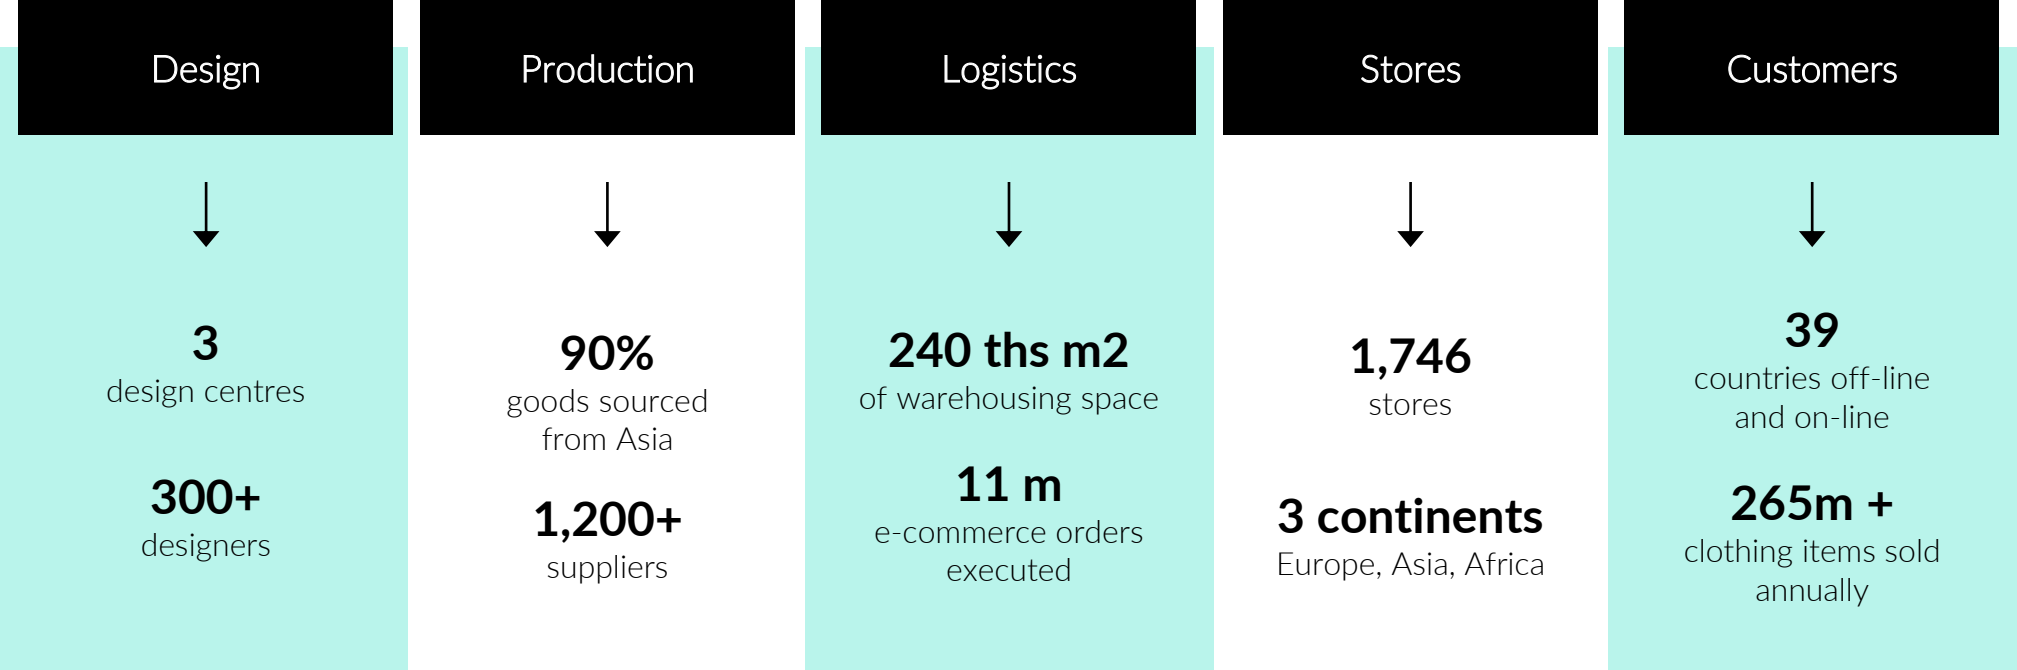 Design
Production
Logistics
Stores
Customers
3
design centres
300+
designers
90%
goods sourced
from Asia
1,200+
suppliers
240 ths m2
of warehousing space
11 m
e-commerce orders
executed
1,746
stores
3 continents
Europe, Asia, Africa
39
countries off-line
and on-line
265m +
clothing items sold
annually